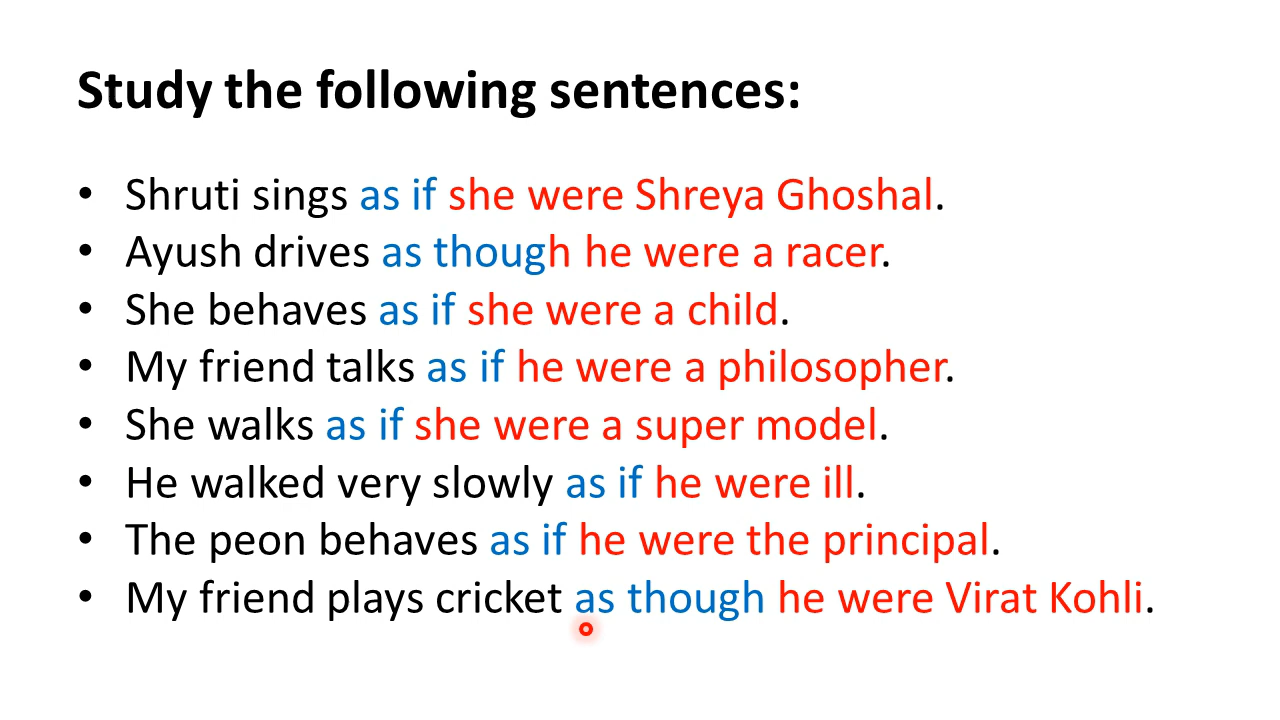 Study the following sentences:
• Shruti sings as if she were Shreya Ghoshal.
• Ayush drives as though he were a racer.
• She behaves as if she were a child.
• My friend talks as if he were a philosopher.
• She walks as if she were a super model.
• He walked very slowly as if he were ill.
• The peon behaves as if he were the principal.
• My friend plays cricket as though he were Virat Kohli.